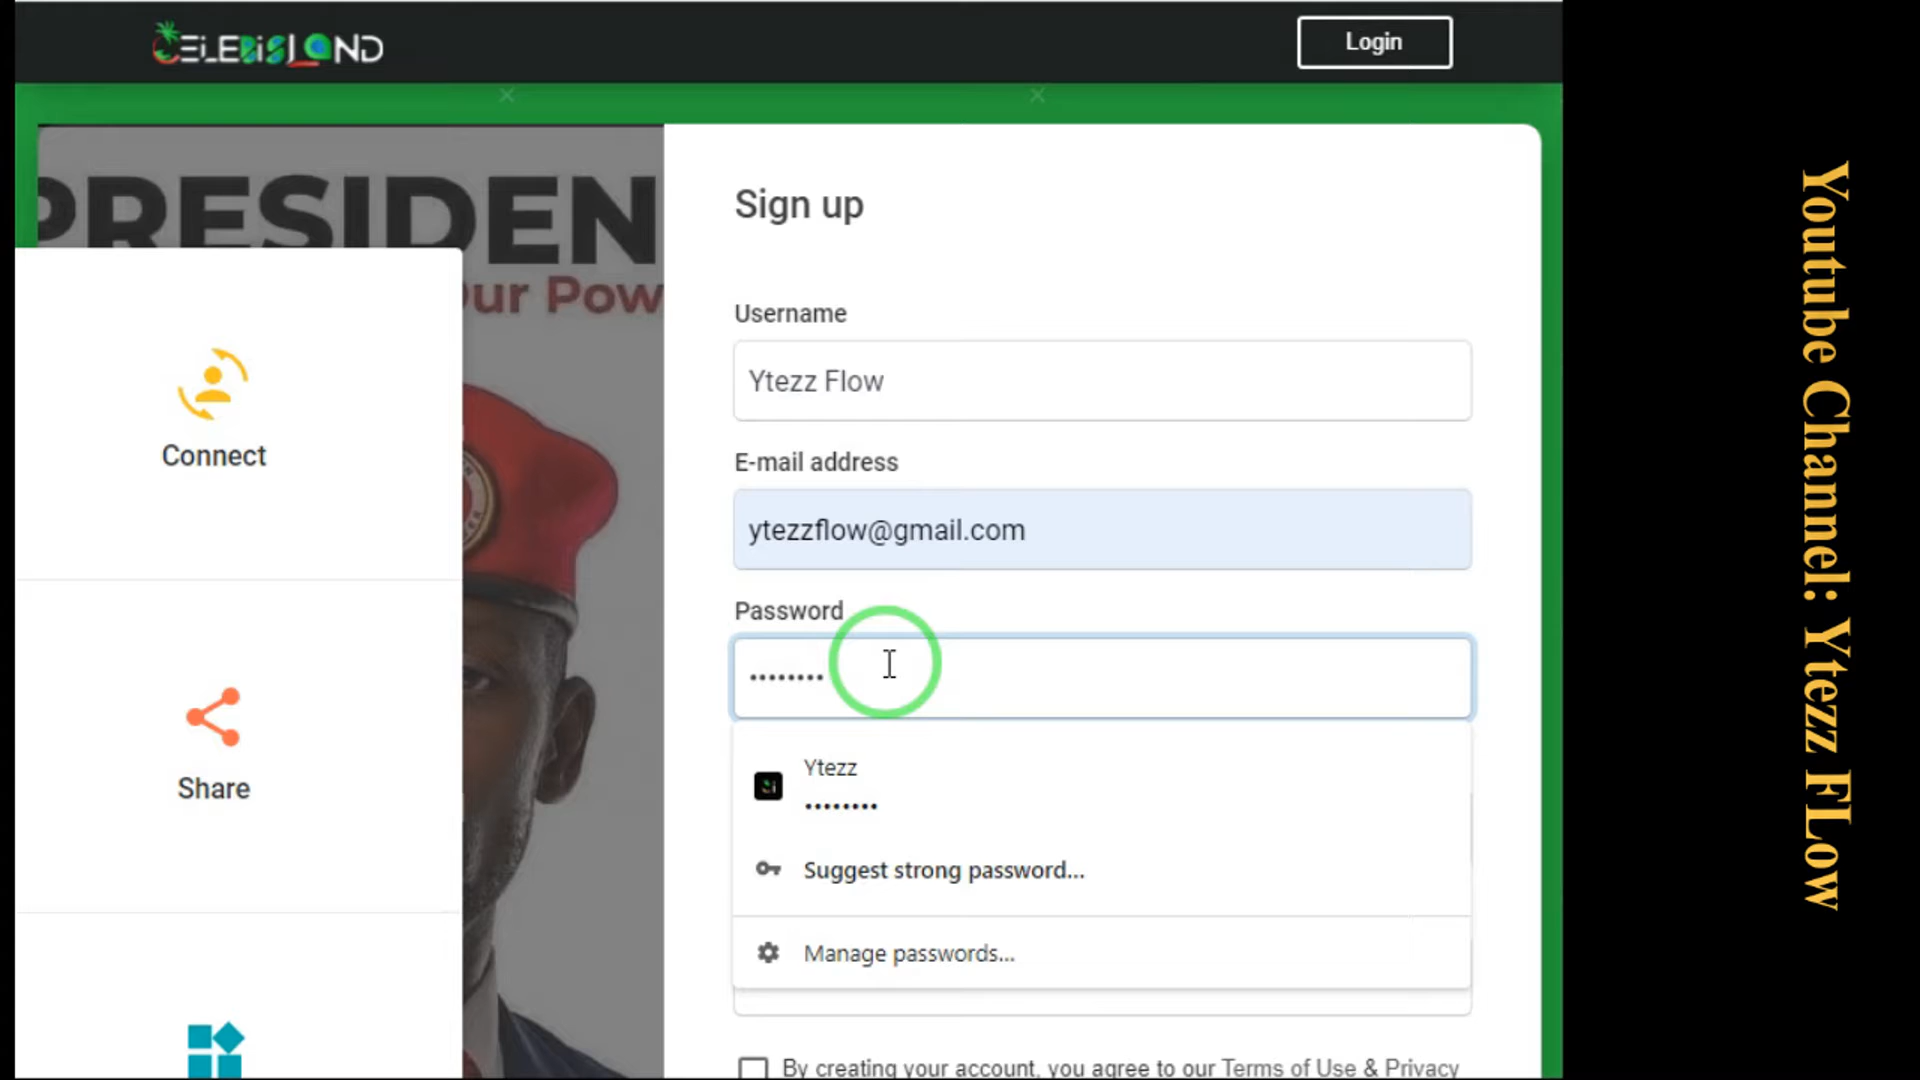 CELEBiSLAND
Login
PRESIDEN
our Pow
Connect
Share
Sign up
Username
Ytezz Flow
E-mail address
ytezzflow@gmail.com
Password
••••••••
Ytezz
••••••••
Suggest strong password...
Manage passwords...
By creating your account, you agree to our Terms of Use & Privacy
Youtube Channel: Ytezz FLow